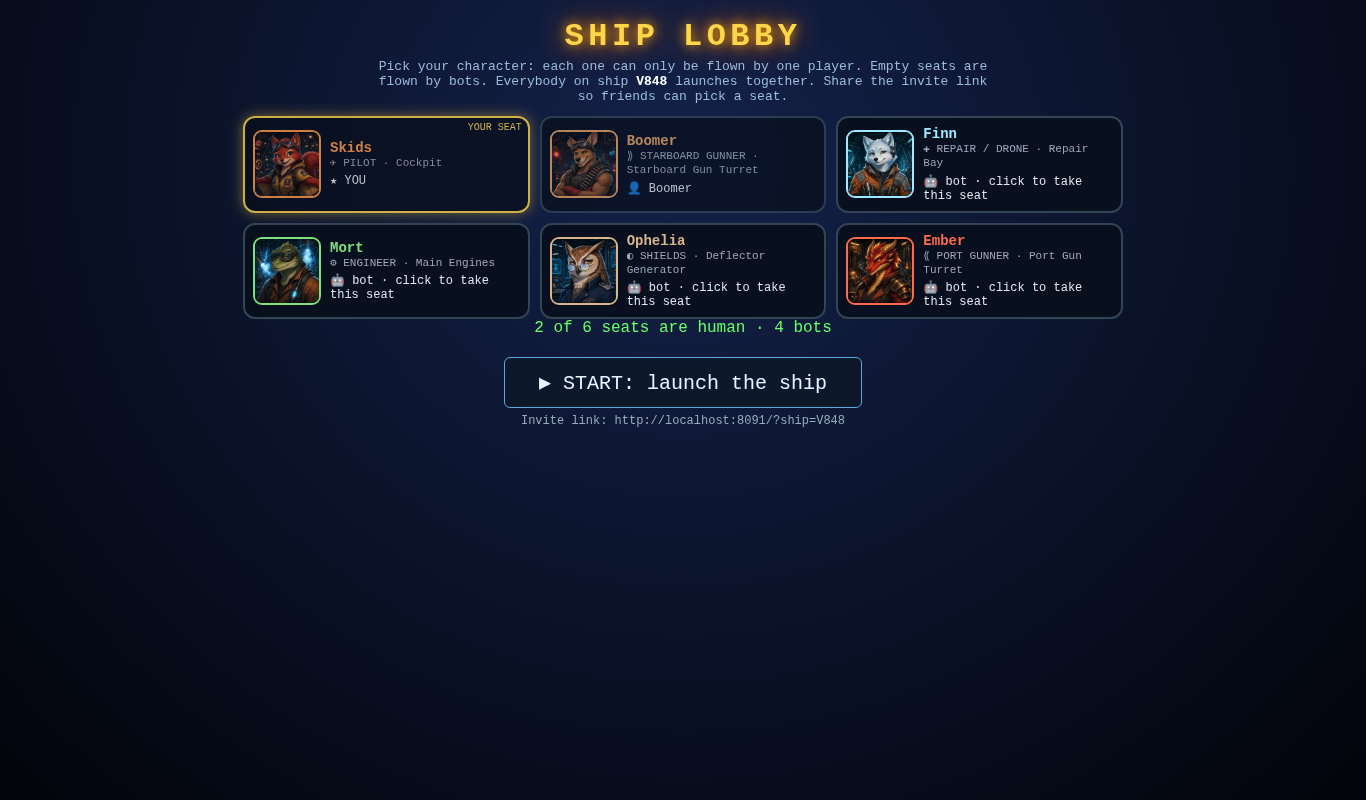 SHIP LOBBY
Pick your character: each one can only be flown by one player. Empty seats are
flown by bots. Everybody on ship V848 launches together. Share the invite link
so friends can pick a seat.
YOUR SEAT
Skids
✈ PILOT · Cockpit
★ YOU
Boomer
⟫ STARBOARD GUNNER ·
Starboard Gun Turret
👤 Boomer
Finn
✚ REPAIR / DRONE · Repair
Bay
🤖 bot · click to take
this seat
Mort
⚙ ENGINEER · Main Engines
🤖 bot · click to take
this seat
Ophelia
◐ SHIELDS · Deflector
Generator
🤖 bot · click to take
this seat
Ember
⟪ PORT GUNNER · Port Gun
Turret
🤖 bot · click to take
this seat
2 of 6 seats are human · 4 bots
▶ START: launch the ship
Invite link: http://localhost:8091/?ship=V848